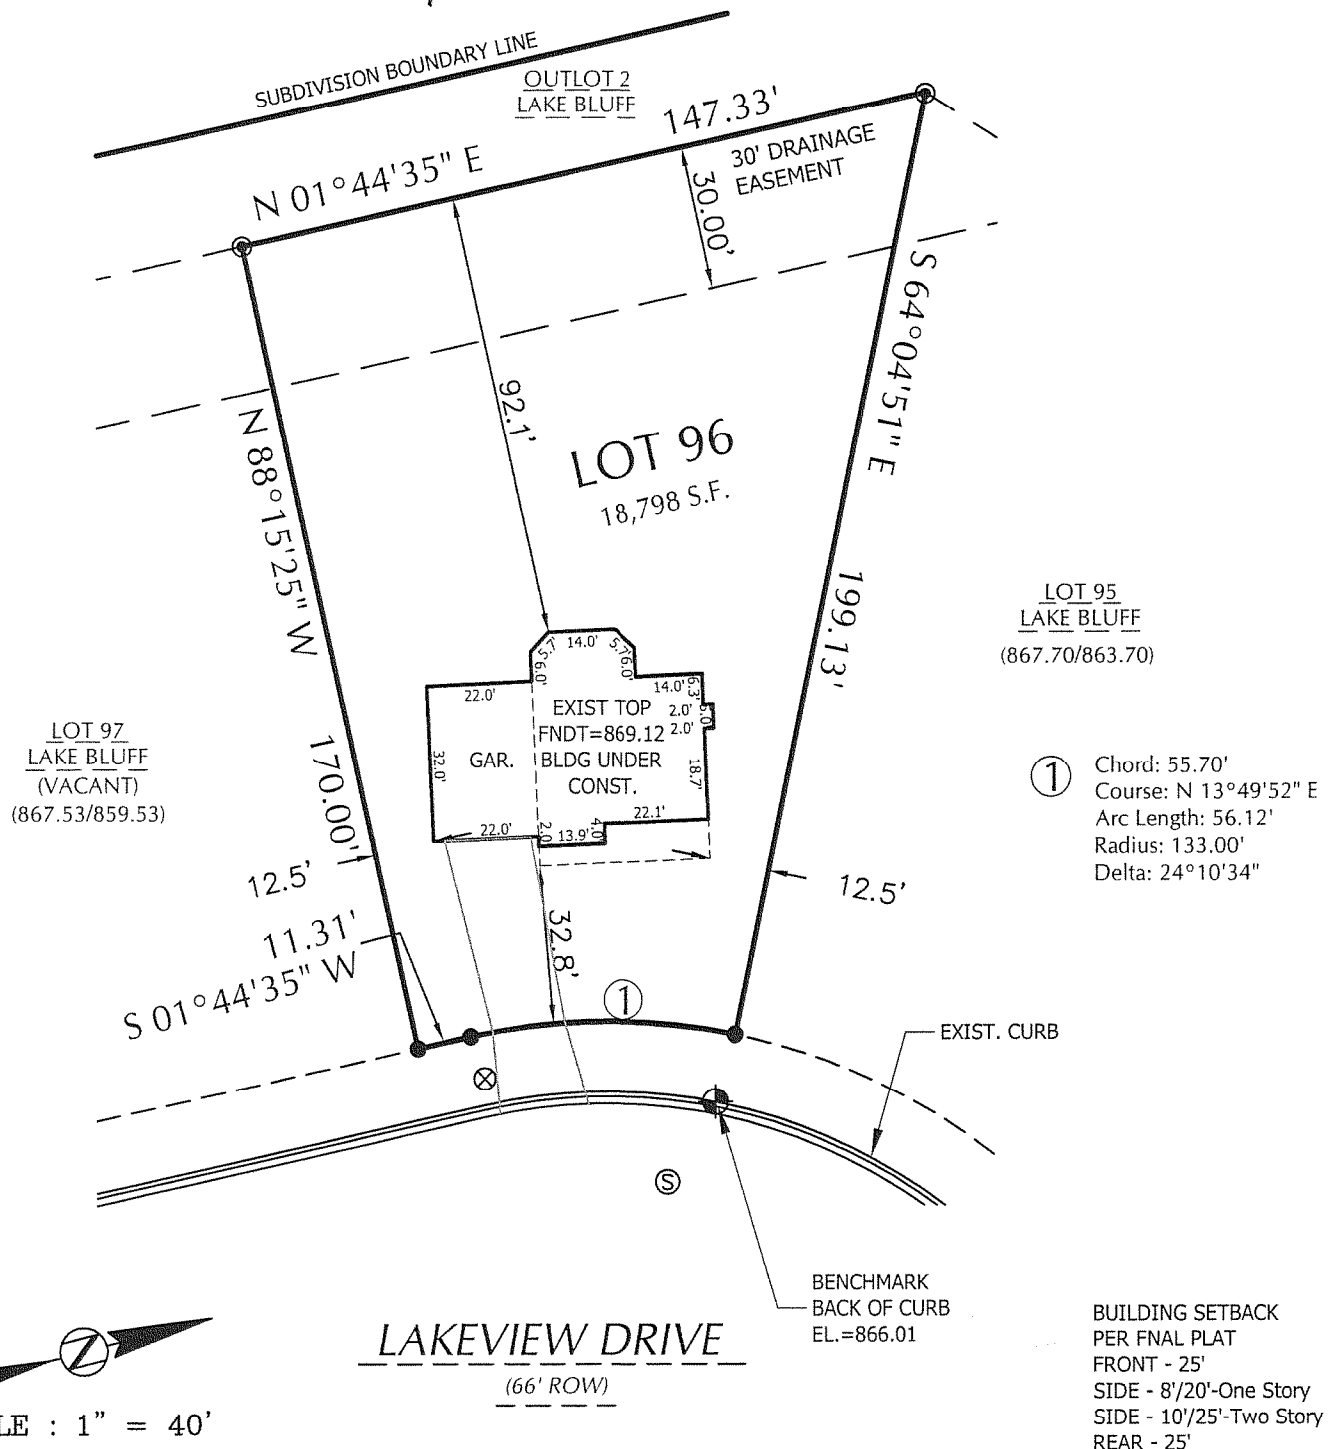 SUBDIVISION BOUNDARY LINE
OUTLOT 2
LAKE BLUFF
147.33'
N 01°44'35" E
30' DRAINAGE
EASEMENT
30.00'
S 64°04'51" E
92.1'
LOT 96
18,798 S.F.
N 88°15'25" W
199.13'
LOT 95
LAKE BLUFF
(867.70/863.70)
LOT 97
LAKE BLUFF
(VACANT)
(867.53/859.53)
170.00'
14.0'
5.7'
5.7'
6.0'
6.0'
22.0'
14.0'
6.3'
EXIST TOP
FNDT=869.12
BLDG UNDER
CONST.
2.0'
2.0'
5.0'
GAR.
32.0'
18.7'
22.0'
2.0'
13.9'
4.0'
22.1'
1
Chord: 55.70'
Course: N 13°49'52" E
Arc Length: 56.12'
Radius: 133.00'
Delta: 24°10'34"
12.5'
12.5'
11.31'
S 01°44'35" W
32.8'
1
EXIST. CURB
S
BENCHMARK
BACK OF CURB
EL.=866.01
LAKEVIEW DRIVE
(66' ROW)
Z
LE : 1" = 40'
BUILDING SETBACK
PER FNAL PLAT
FRONT - 25'
SIDE - 8'/20'-One Story
SIDE - 10'/25'-Two Story
REAR - 25'